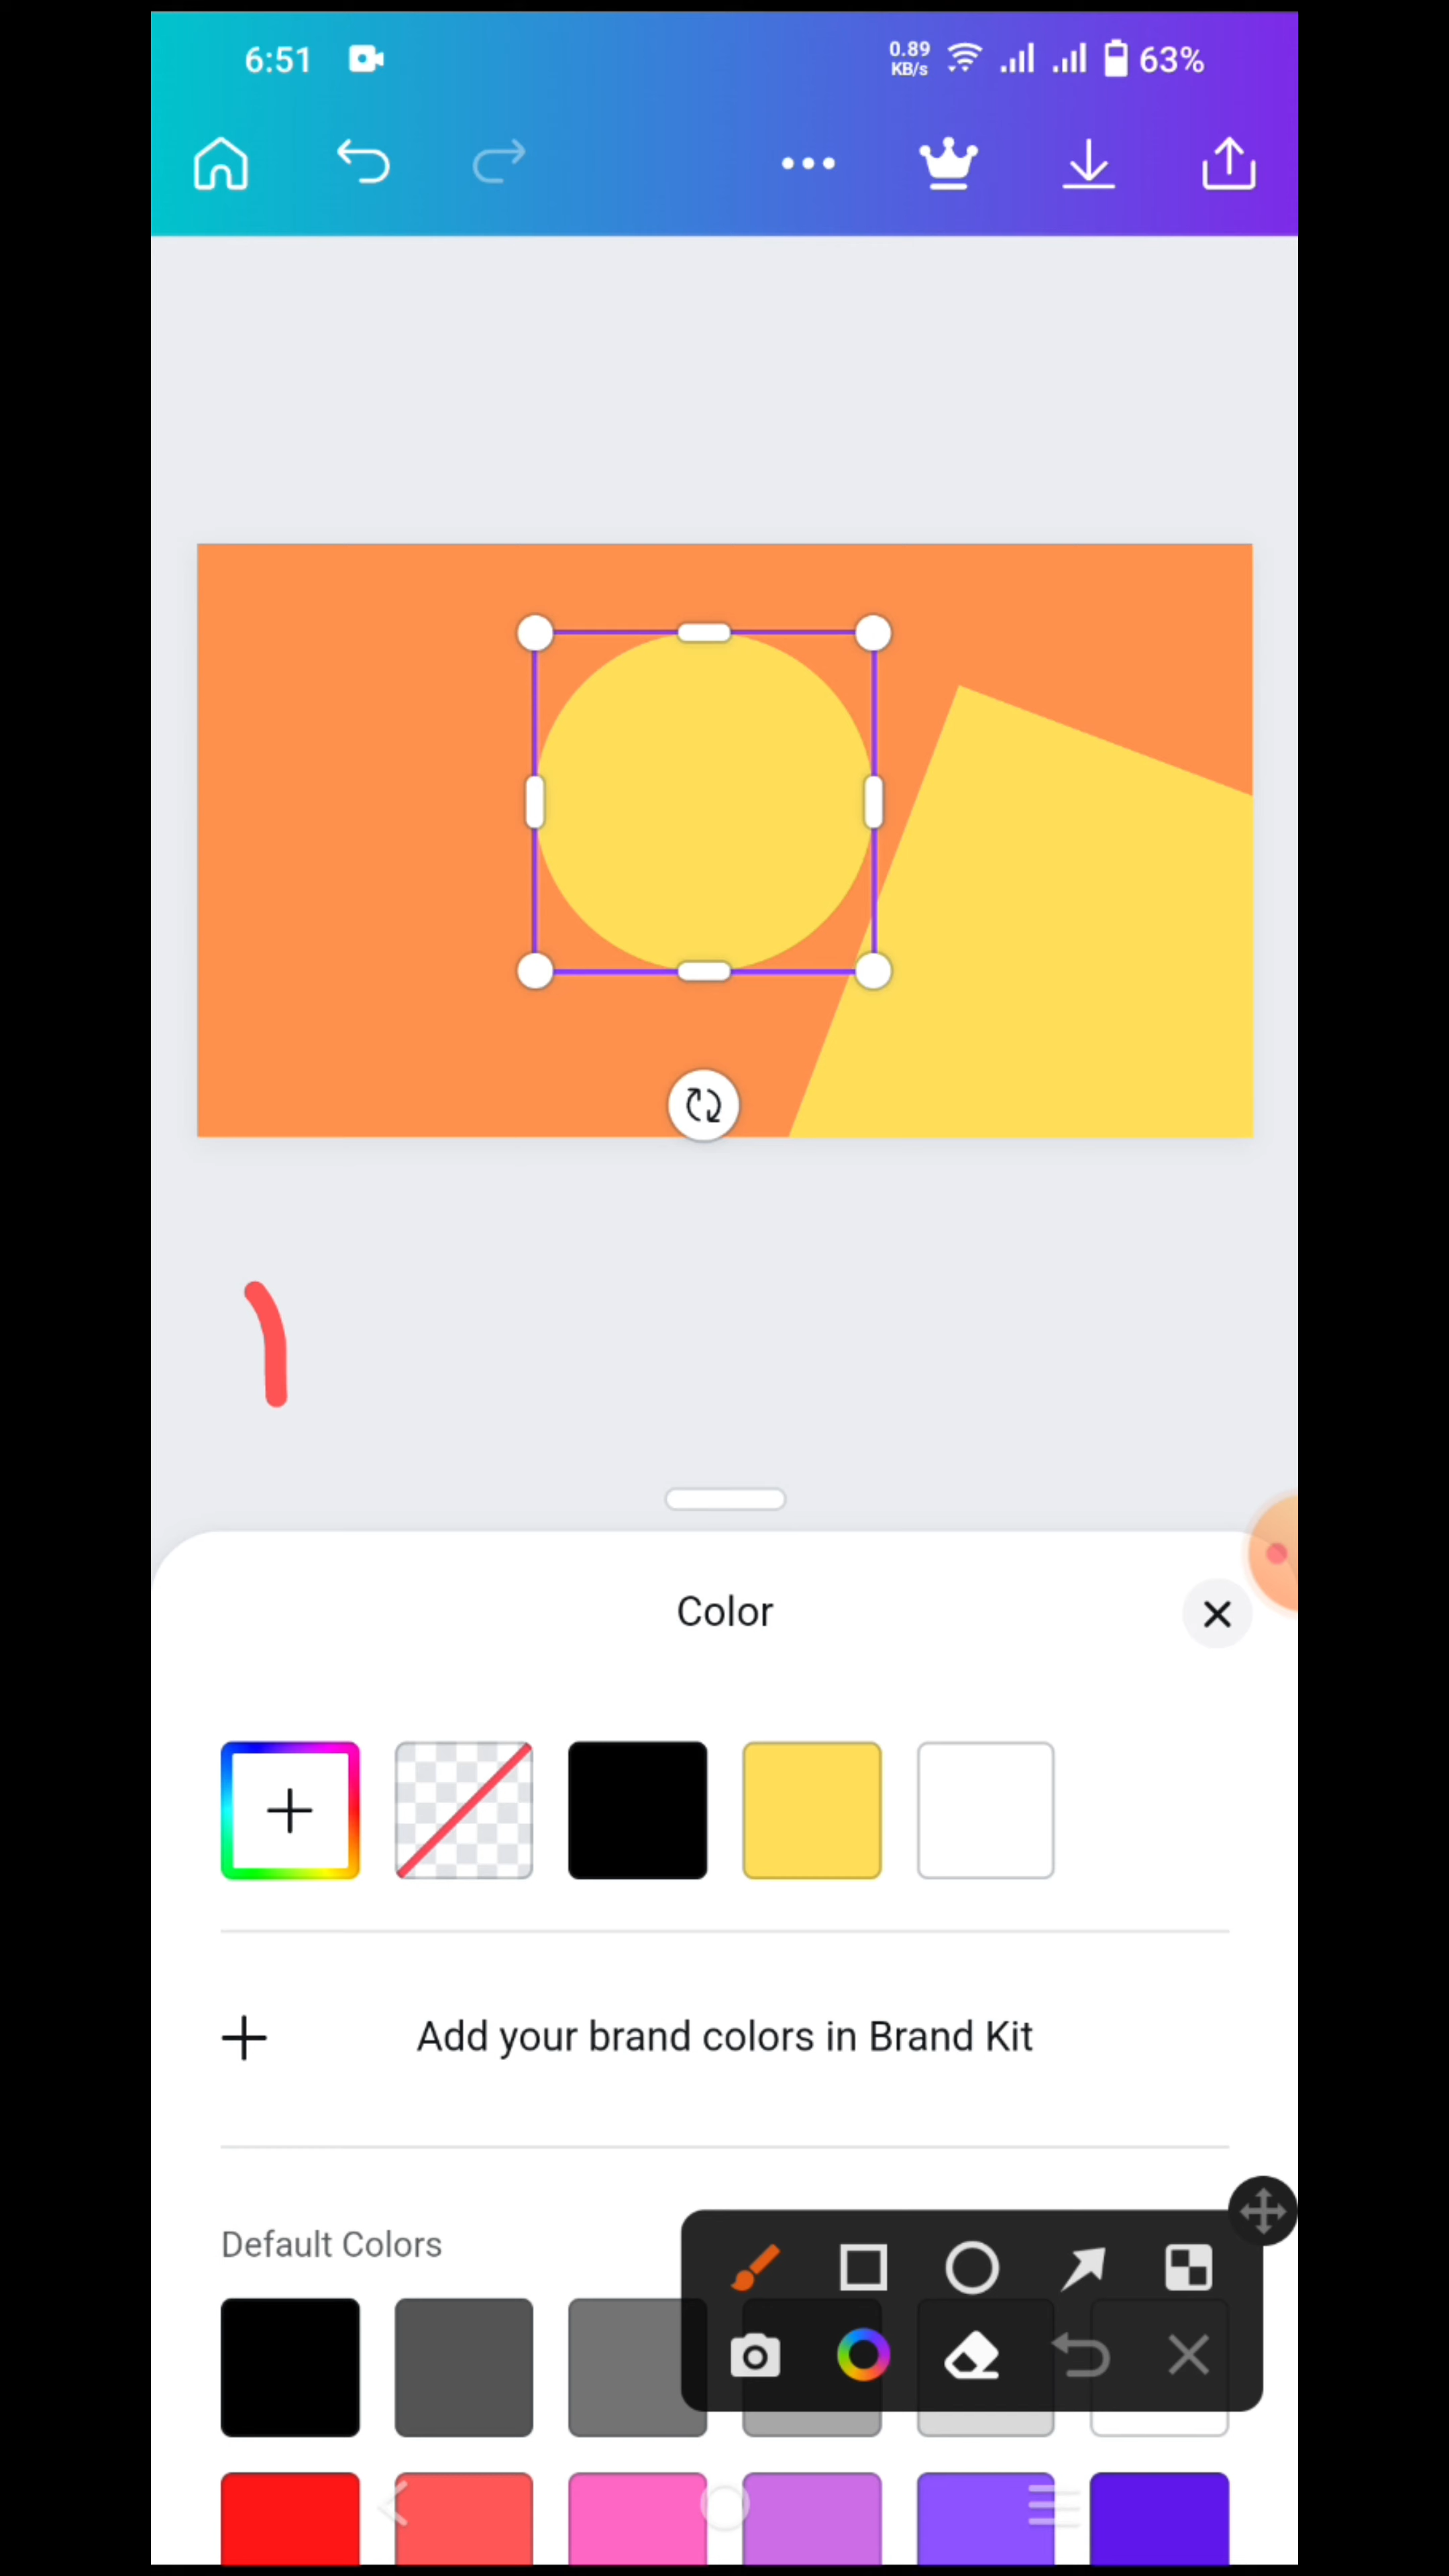 6:51
0.89
KB/s
63%
Color
Add your brand colors in Brand Kit
Default Colors